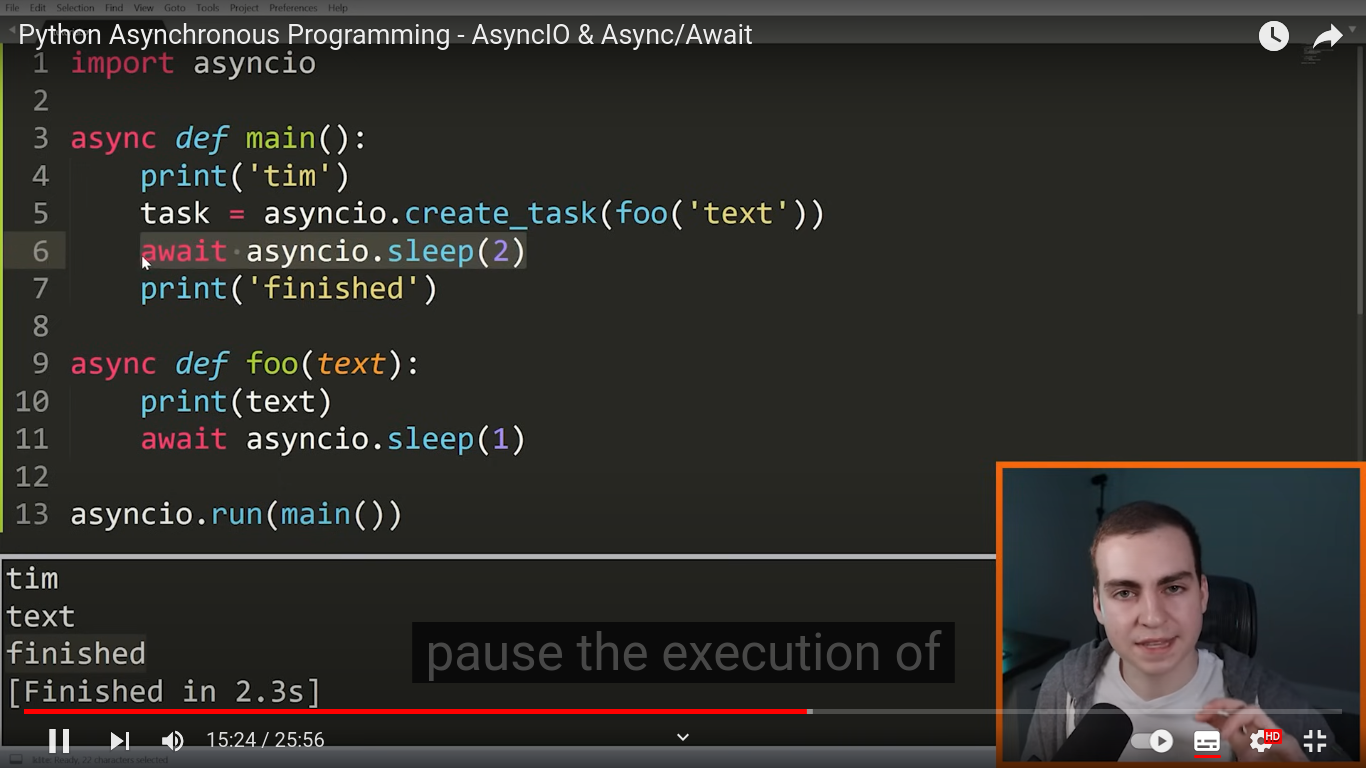 File Edit Selection Find View Goto Tools Project Preferences Help
Python Asynchronous Programming - AsyncIO & Async/Await
1 import asyncio
2
3 async def main():
4 print('tim')
5 task = asyncio.create_task(foo('text'))
6 await asyncio.sleep(2)
7 print('finished')
8
9 async def foo(text):
10 print(text)
11 await asyncio.sleep(1)
12
13 asyncio.run(main())
tim
text
finished
[Finished in 2.3s]
pause the execution of
15:24 / 25:56
HD